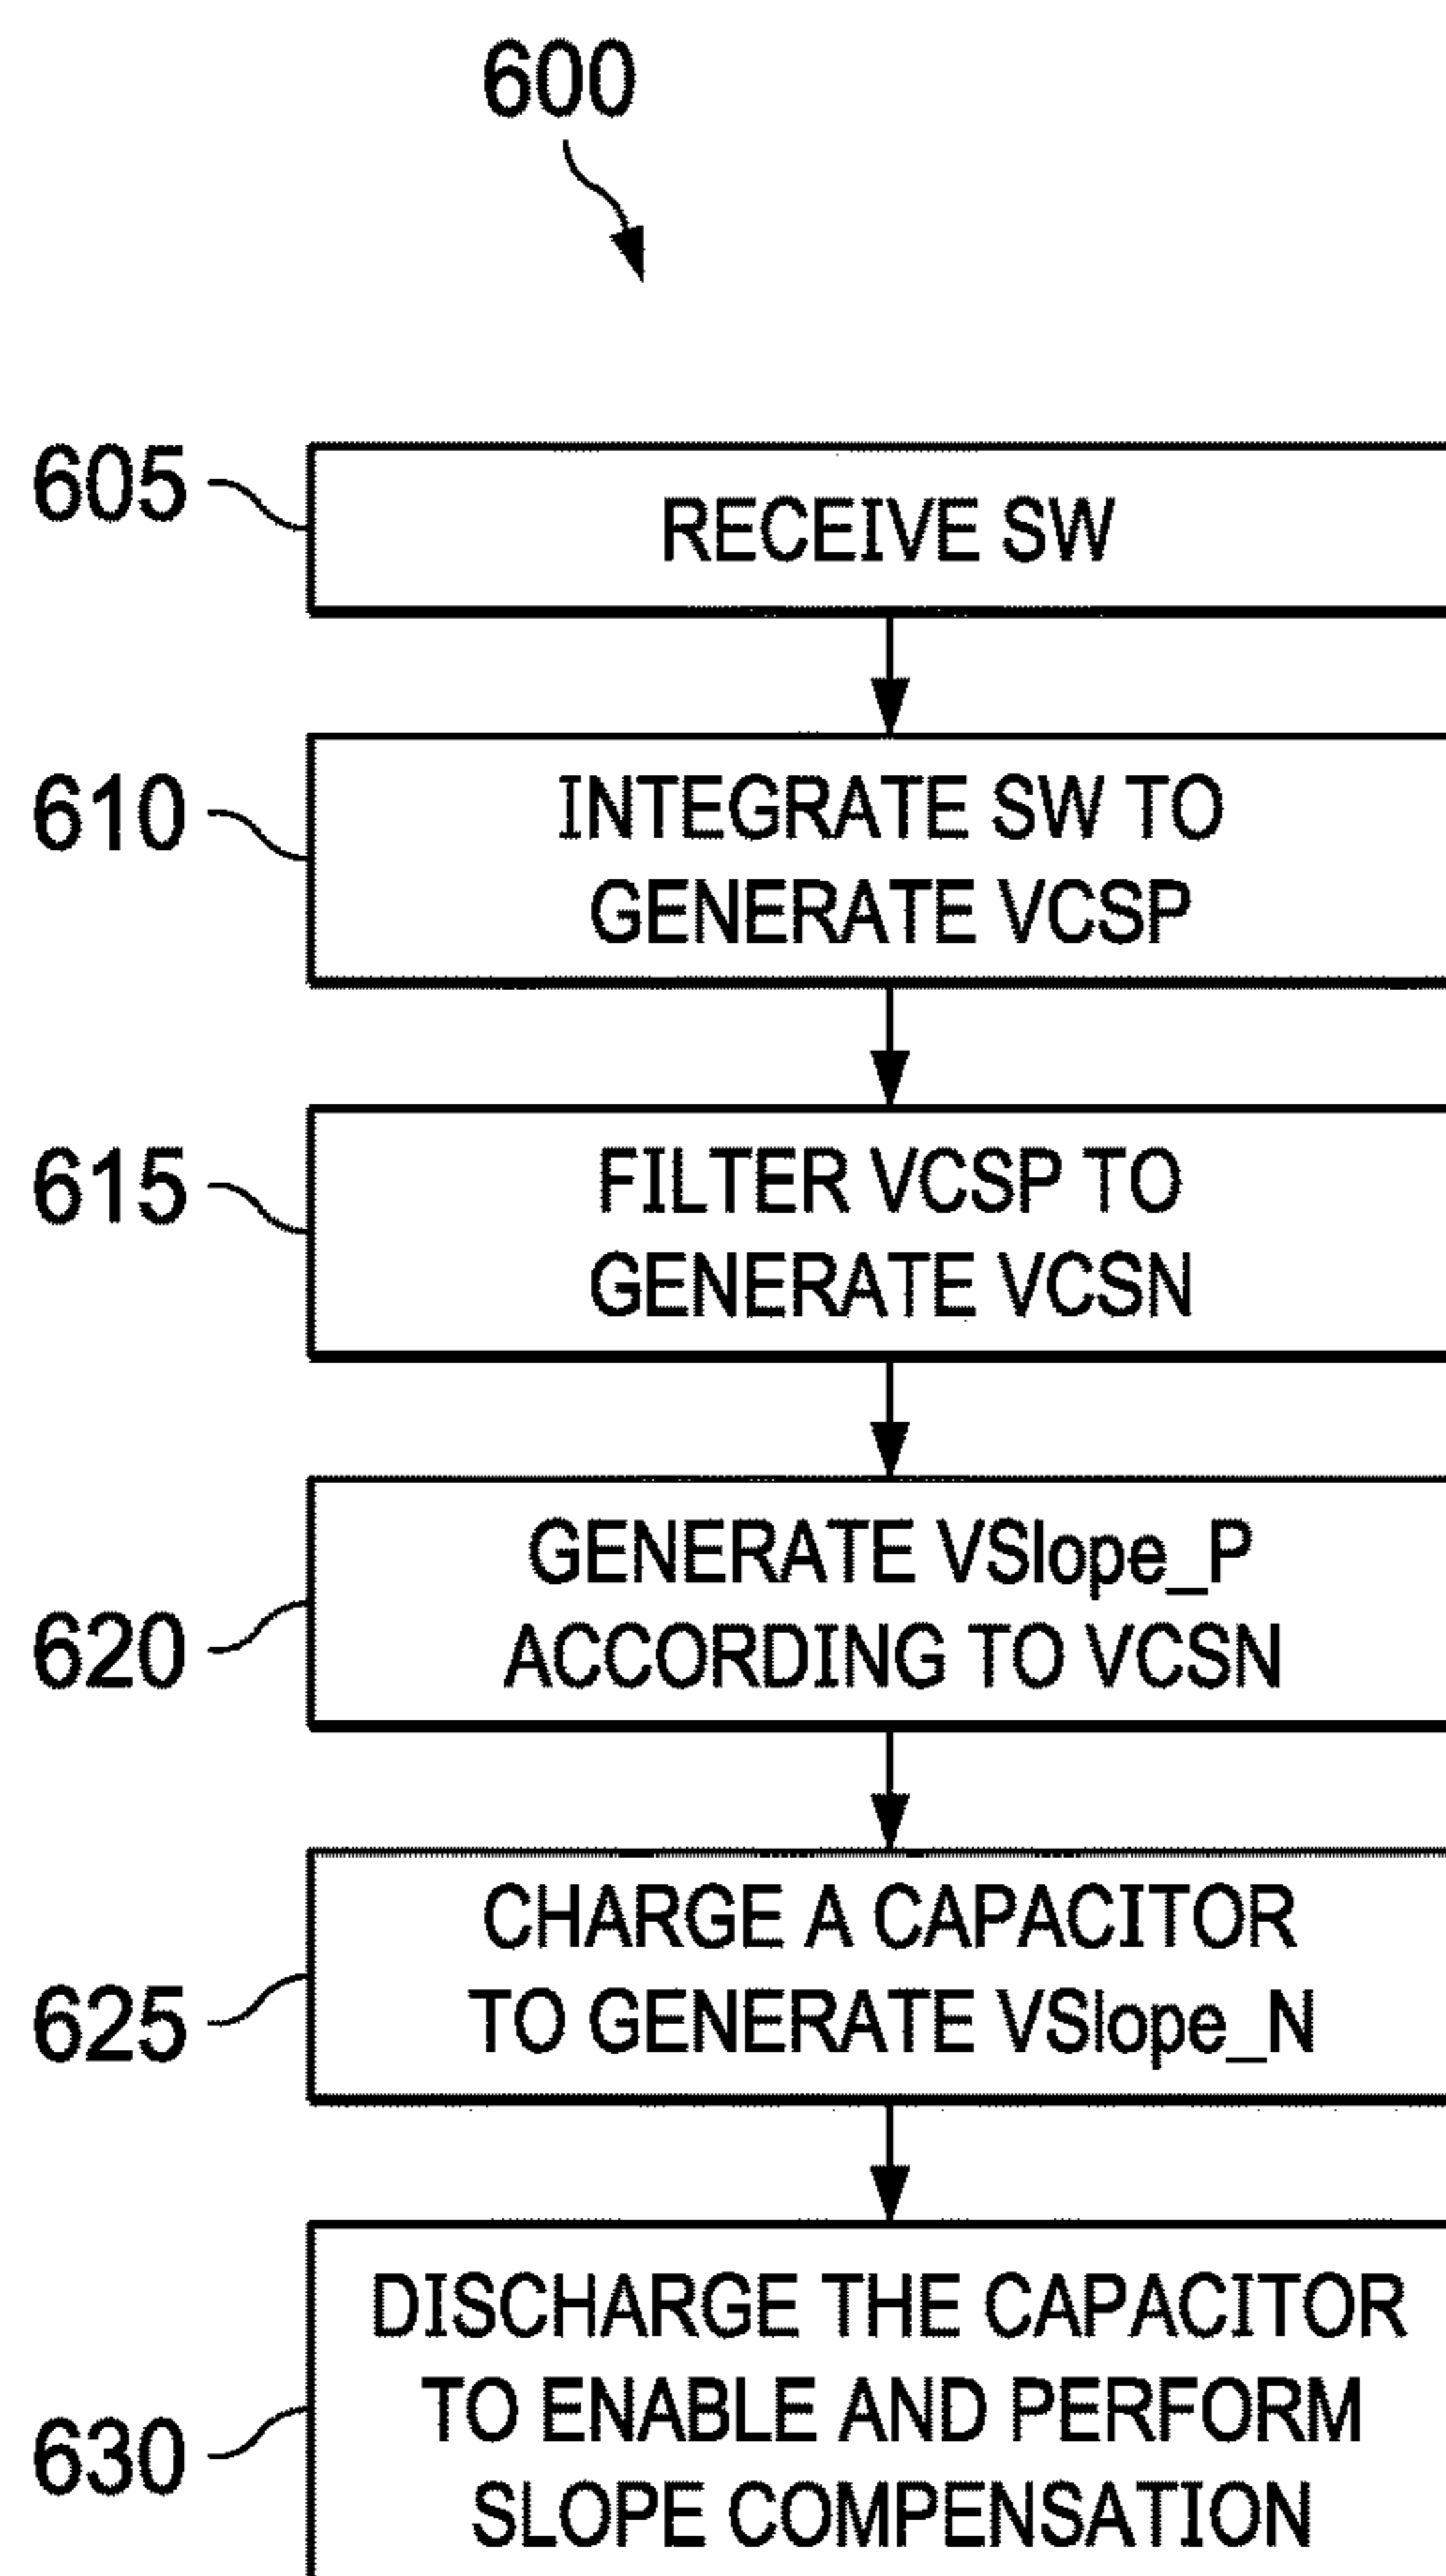 600
605
RECEIVE SW
610
INTEGRATE SW TO
GENERATE VCSP
615
FILTER VCSP TO
GENERATE VCSN
620
GENERATE VSlope_P
ACCORDING TO VCSN
625
CHARGE A CAPACITOR
TO GENERATE VSlope_N
630
DISCHARGE THE CAPACITOR
TO ENABLE AND PERFORM
SLOPE COMPENSATION